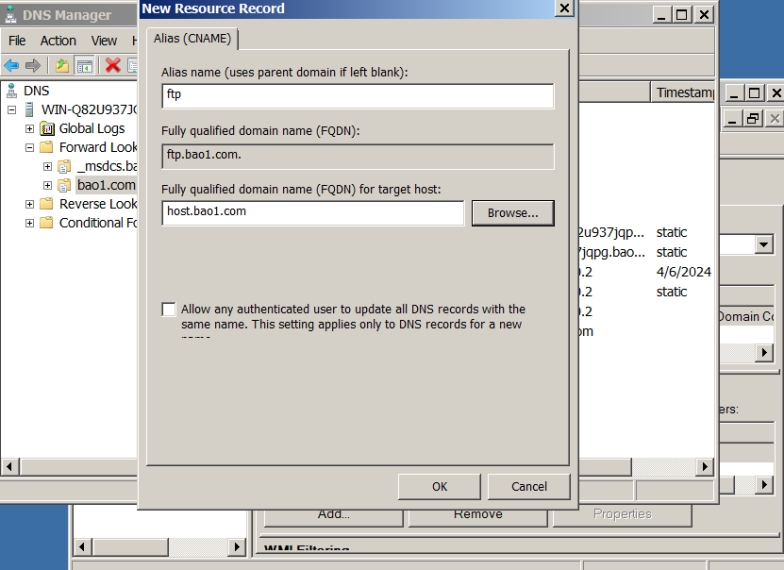 DNS Manager
New Resource Record
File Action View
Alias (CNAME)
Alias name (uses parent domain if left blank):
ftp
Fully qualified domain name (FQDN):
ftp.bao1.com.
Fully qualified domain name (FQDN) for target host:
host.bao1.com
Browse...
Allow any authenticated user to update all DNS records with the
same name. This setting applies only to DNS records for a new
OK
Cancel
DNS
WIN-Q82U937J
Global Logs
Forward Look
_msdcs.ba
bao1.com
Reverse Look
Conditional Fo
Timestam
2u937jqp... static
7jqpg.bao... static
0.2 4/6/2024
0.2 static
0.2
om
Domain Co
ers:
Add...
Remove
Properties
WMI Filtering